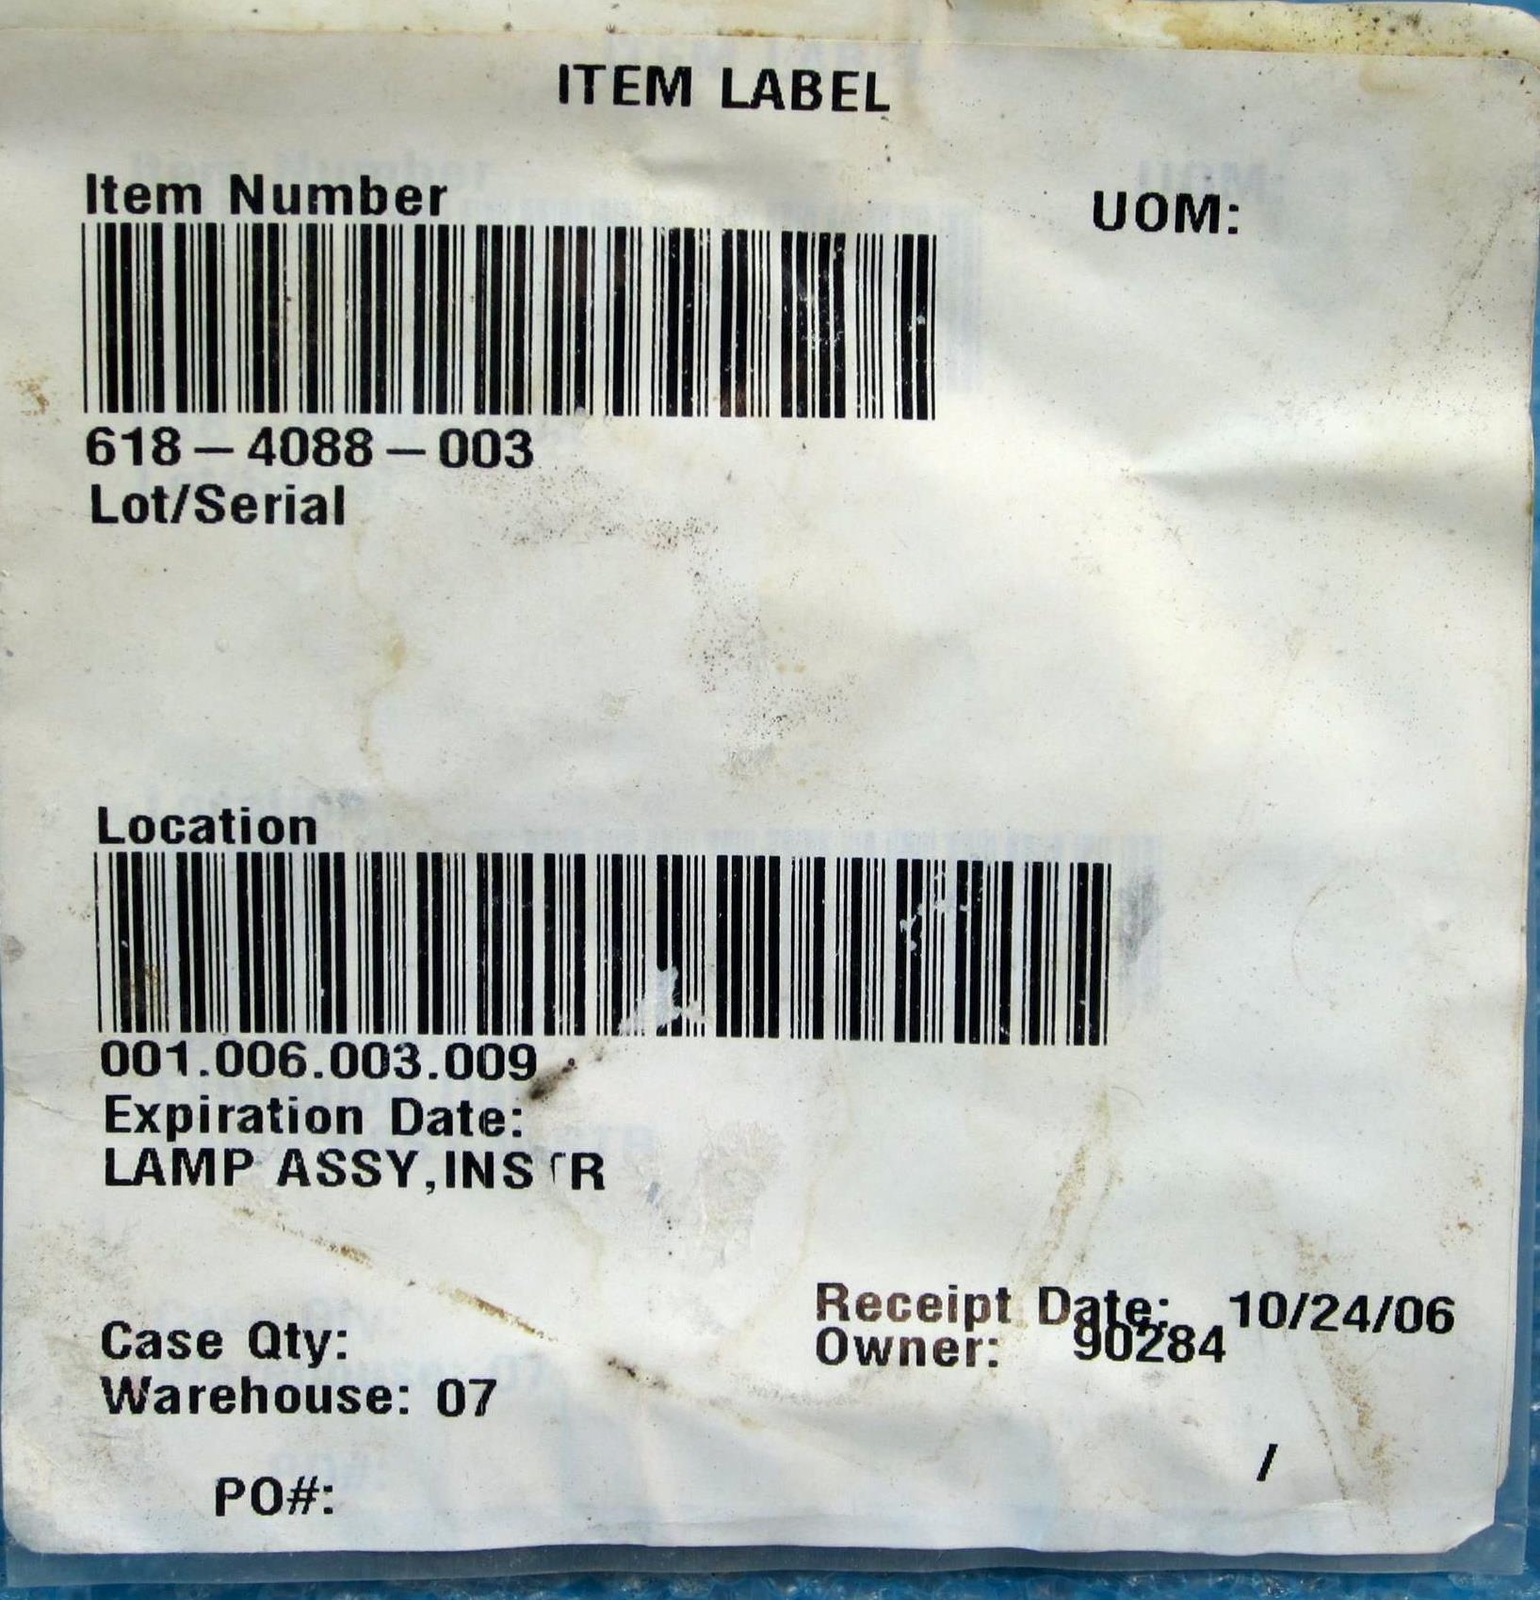 ITEM LABEL
Item Number
UOM:
618-4088-003
Lot/Serial
Location
001.006.003.009
Expiration Date:
LAMP ASSY,INSTR
Receipt Date: 10/24/06
Owner: 90284
Case Qty:
Warehouse: 07
/
PO#: